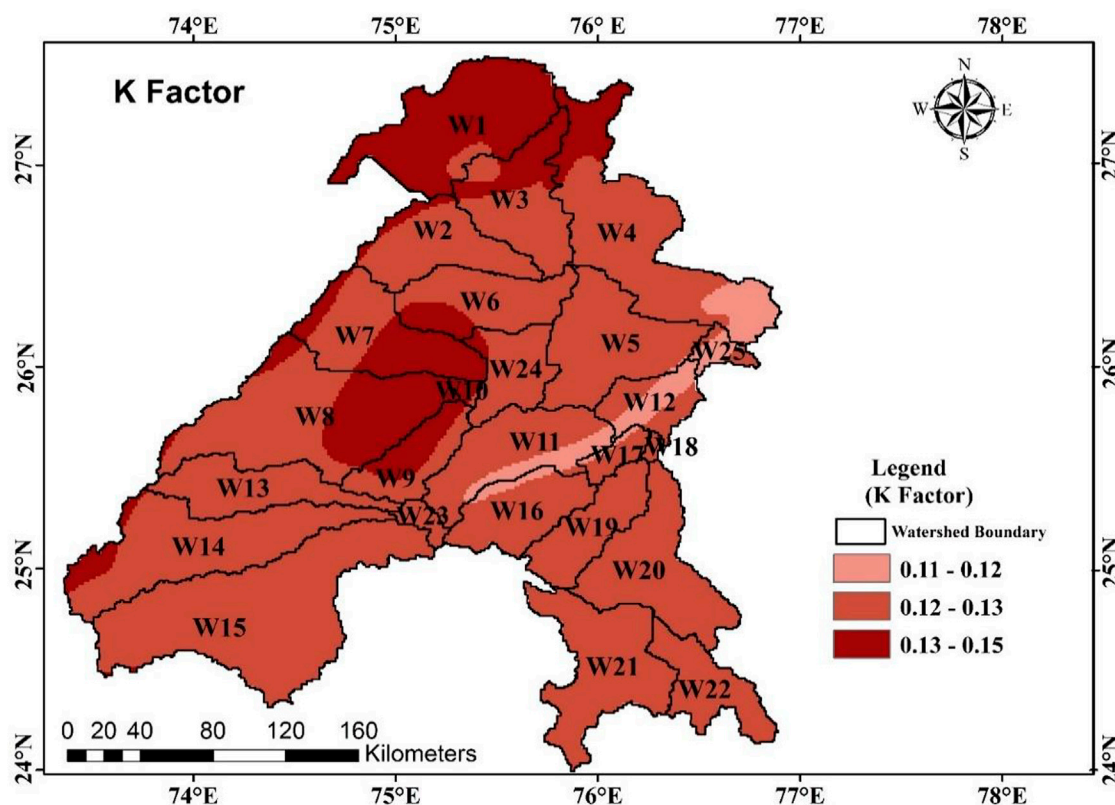 74°E 75°E 76°E 77°E 78°E
K Factor
N
W E
S
W1
27°N 27°N
W3
W2 W4
W6
W7 W5
W24 W25
26°N 26°N
W10
W8 W12
W11
W17 W18
W9
W13
W23 W16
W19
W14
25°N 25°N
W20
W15
W21
W22
Legend
(K Factor)
Watershed Boundary
0.11 - 0.12
0.12 - 0.13
0.13 - 0.15
0 20 40 80 120 160
Kilometers
24°N 24°N
74°E 75°E 76°E 77°E 78°E